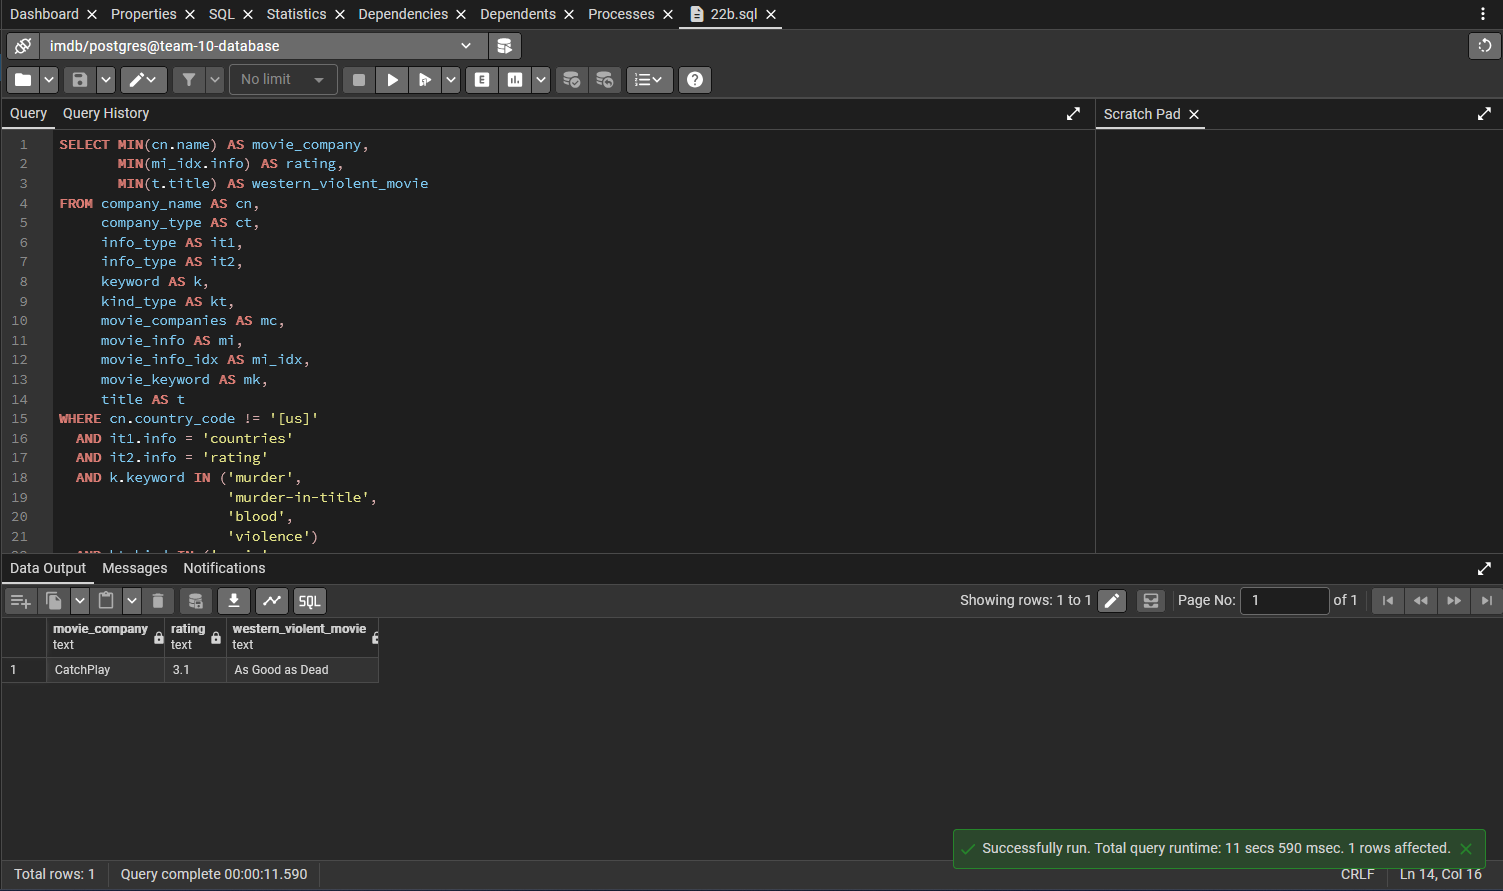 Dashboard Properties SQL Statistics Dependencies Dependents Processes 22b.sql
imdb/postgres@team-10-database
No limit E
Query Query History Scratch Pad
1 SELECT MIN(cn.name) AS movie_company,
2 MIN(mi_idx.info) AS rating,
3 MIN(t.title) AS western_violent_movie
4 FROM company_name AS cn,
5 company_type AS ct,
6 info_type AS it1,
7 info_type AS it2,
8 keyword AS k,
9 kind_type AS kt,
10 movie_companies AS mc,
11 movie_info AS mi,
12 movie_info_idx AS mi_idx,
13 movie_keyword AS mk,
14 title AS t
15 WHERE cn.country_code != '[us]'
16 AND it1.info = 'countries'
17 AND it2.info = 'rating'
18 AND k.keyword IN ('murder',
19 'murder-in-title',
20 'blood',
21 'violence')
Data Output Messages Notifications
SQL Showing rows: 1 to 1 Page No: 1 of 1
movie_company rating western_violent_movie
text text text
1 CatchPlay 3.1 As Good as Dead
Successfully run. Total query runtime: 11 secs 590 msec. 1 rows affected.
Total rows: 1 Query complete 00:00:11.590 CRLF Ln 14, Col 16